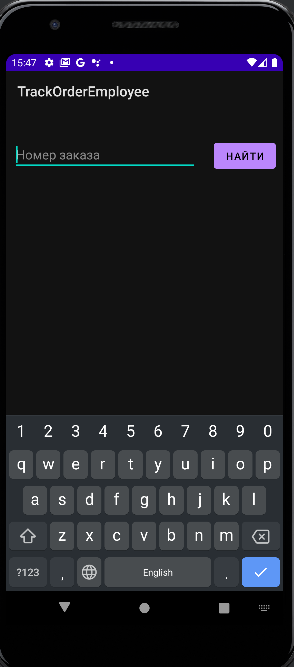 15:47
TrackOrderEmployee
Номер заказа
НАЙТИ
1 2 3 4 5 6 7 8 9 0
q w e r t y u i o p
a s d f g h j k l
z x c v b n m
?123 , English .